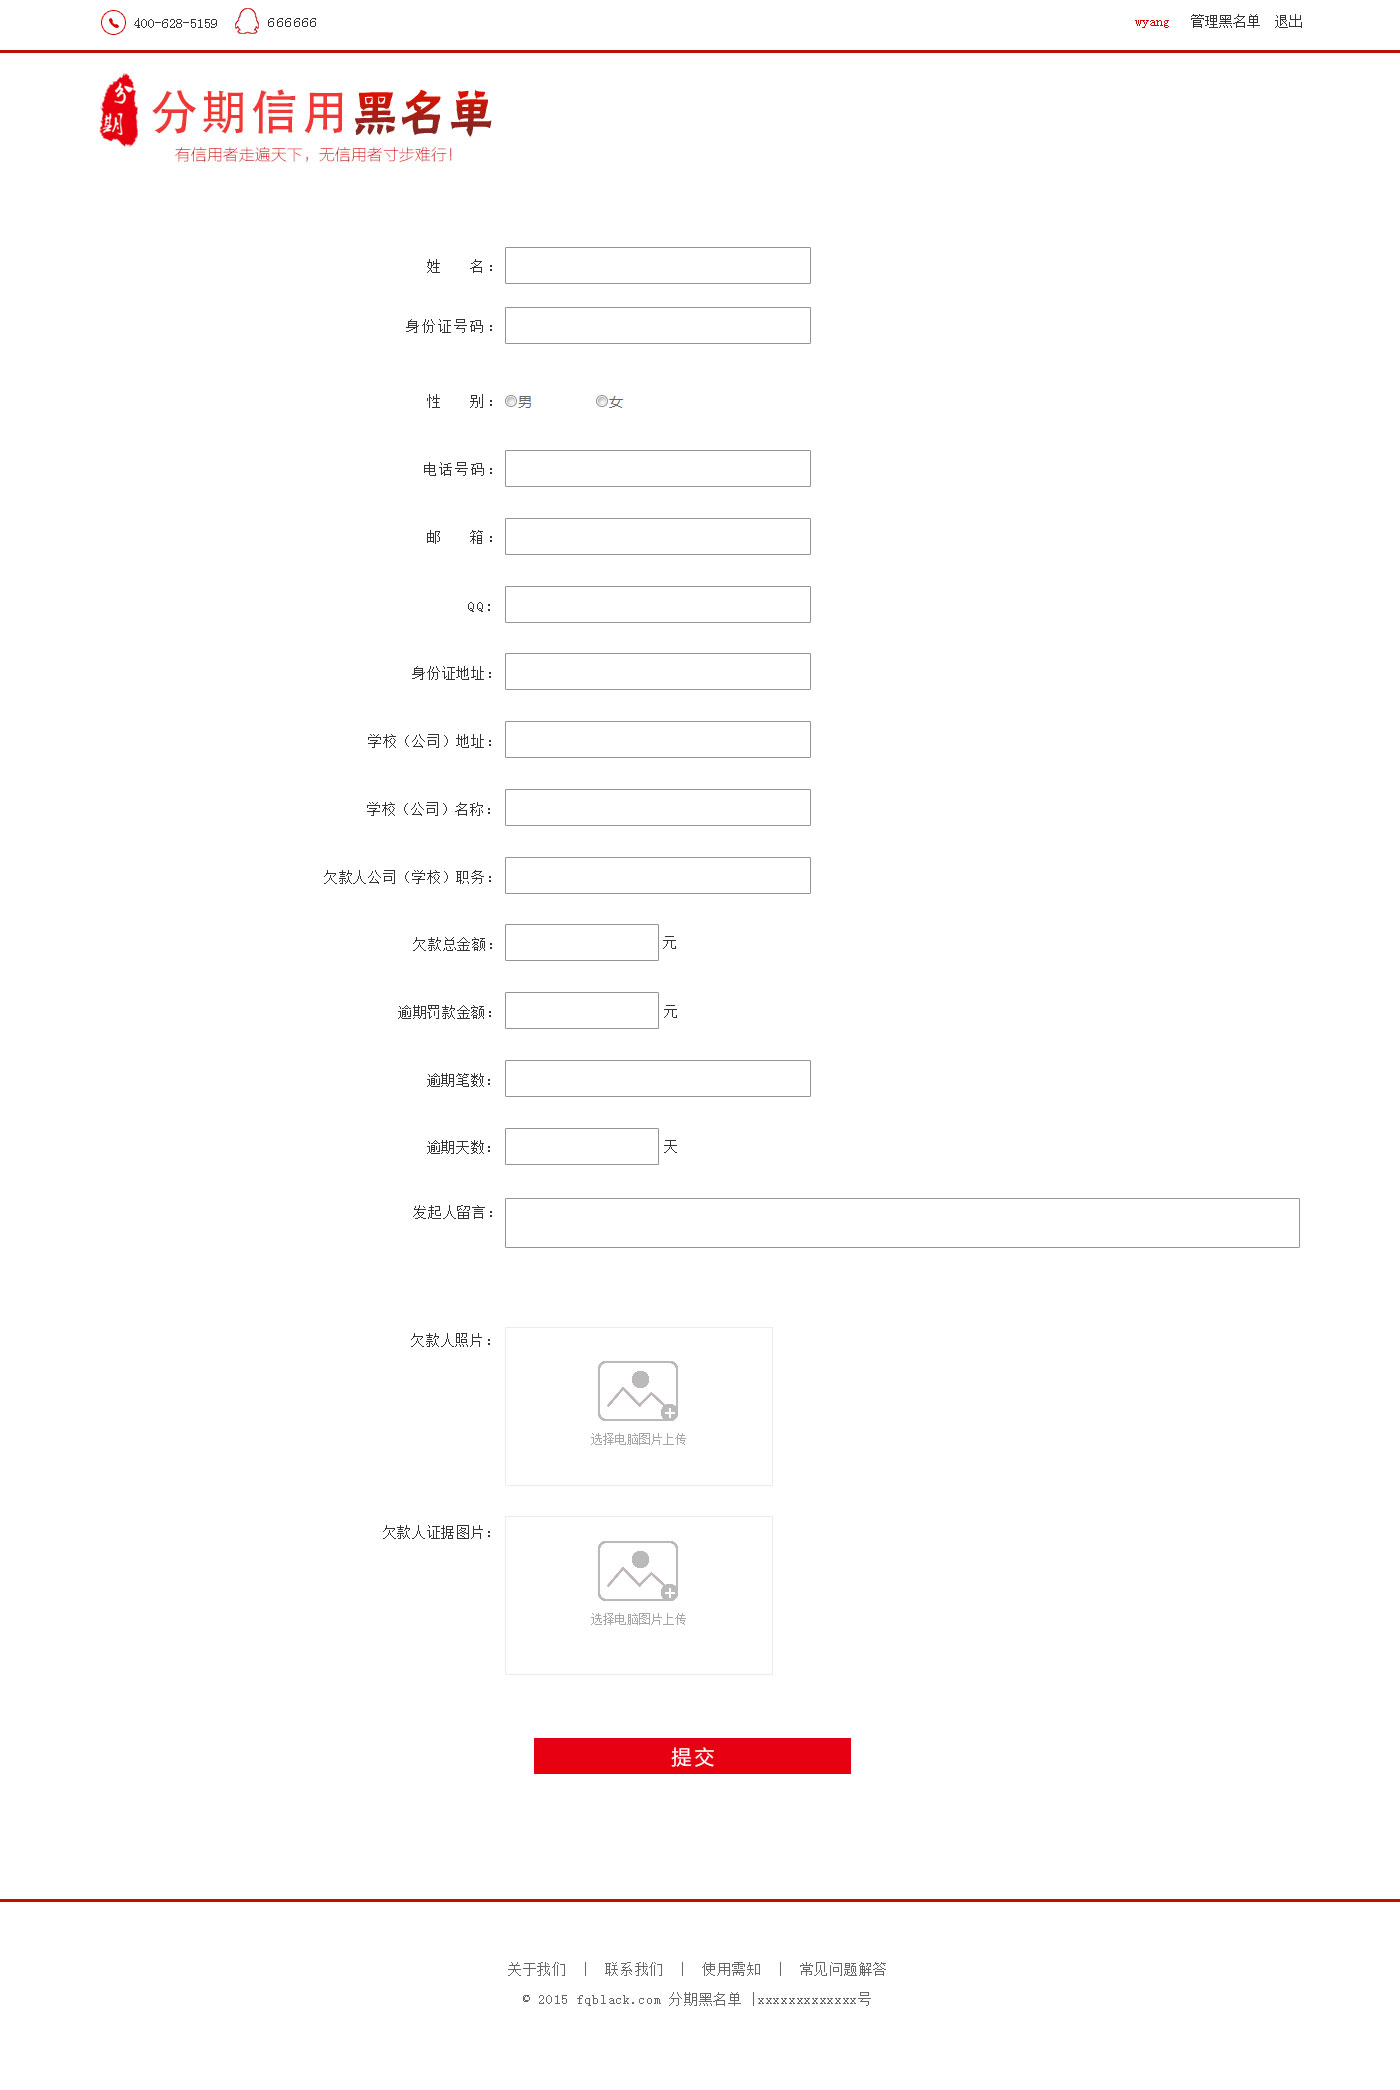 400-628-5159 666666 wyang 管理黑名单 退出
分期
分期信用黑名单
有信用者走遍天下，无信用者寸步难行！
姓 名：
身份证号码：
性 别： 男 女
电话号码：
邮 箱：
QQ：
身份证地址：
学校（公司）地址：
学校（公司）名称：
欠款人公司（学校）职务：
欠款总金额： 元
逾期罚款金额： 元
逾期笔数：
逾期天数： 天
发起人留言：
欠款人照片：
选择电脑图片上传
欠款人证据图片：
选择电脑图片上传
提交
关于我们 | 联系我们 | 使用需知 | 常见问题解答
© 2015 fqblack.com 分期黑名单 |xxxxxxxxxxxxx号